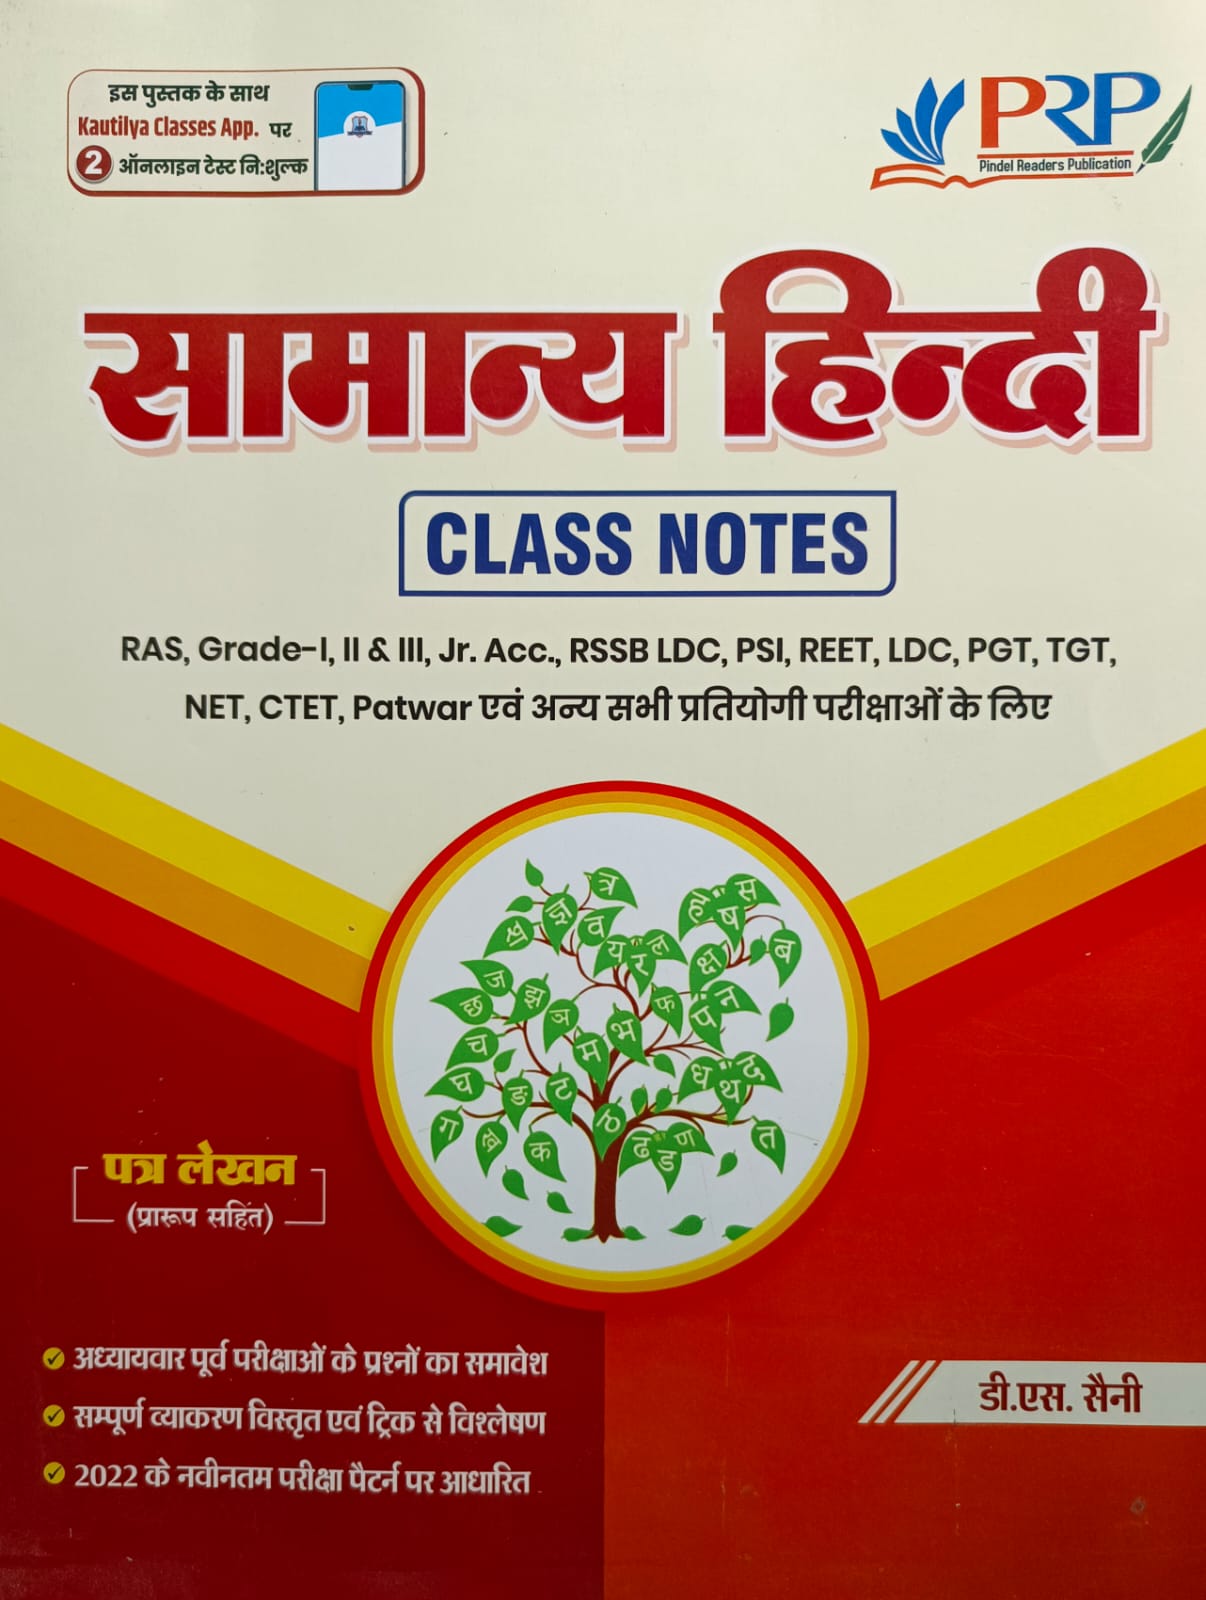 इस पुस्तक के साथ
Kautilya Classes App. पर
2 ऑनलाइन टेस्ट नि:शुल्क
PRP
Pindel Readers Publication
सामान्य हिन्दी
CLASS NOTES
RAS, Grade-I, II & III, Jr. Acc., RSSB LDC, PSI, REET, LDC, PGT, TGT,
NET, CTET, Patwar एवं अन्य सभी प्रतियोगी परीक्षाओं के लिए
त्र
ज्ञ व
श्र
य र ल
ह ष स
क्ष ब
ज
छ झ ञ
फ प न
च म भ
घ ङ ट
ध थ द
ग ख क
ठ ढ ड ण त
पत्र लेखन
(प्रारूप सहित)
अध्यायवार पूर्व परीक्षाओं के प्रश्नों का समावेश
सम्पूर्ण व्याकरण विस्तृत एवं ट्रिक से विश्लेषण
2022 के नवीनतम परीक्षा पैटर्न पर आधारित
डी.एस. सैनी